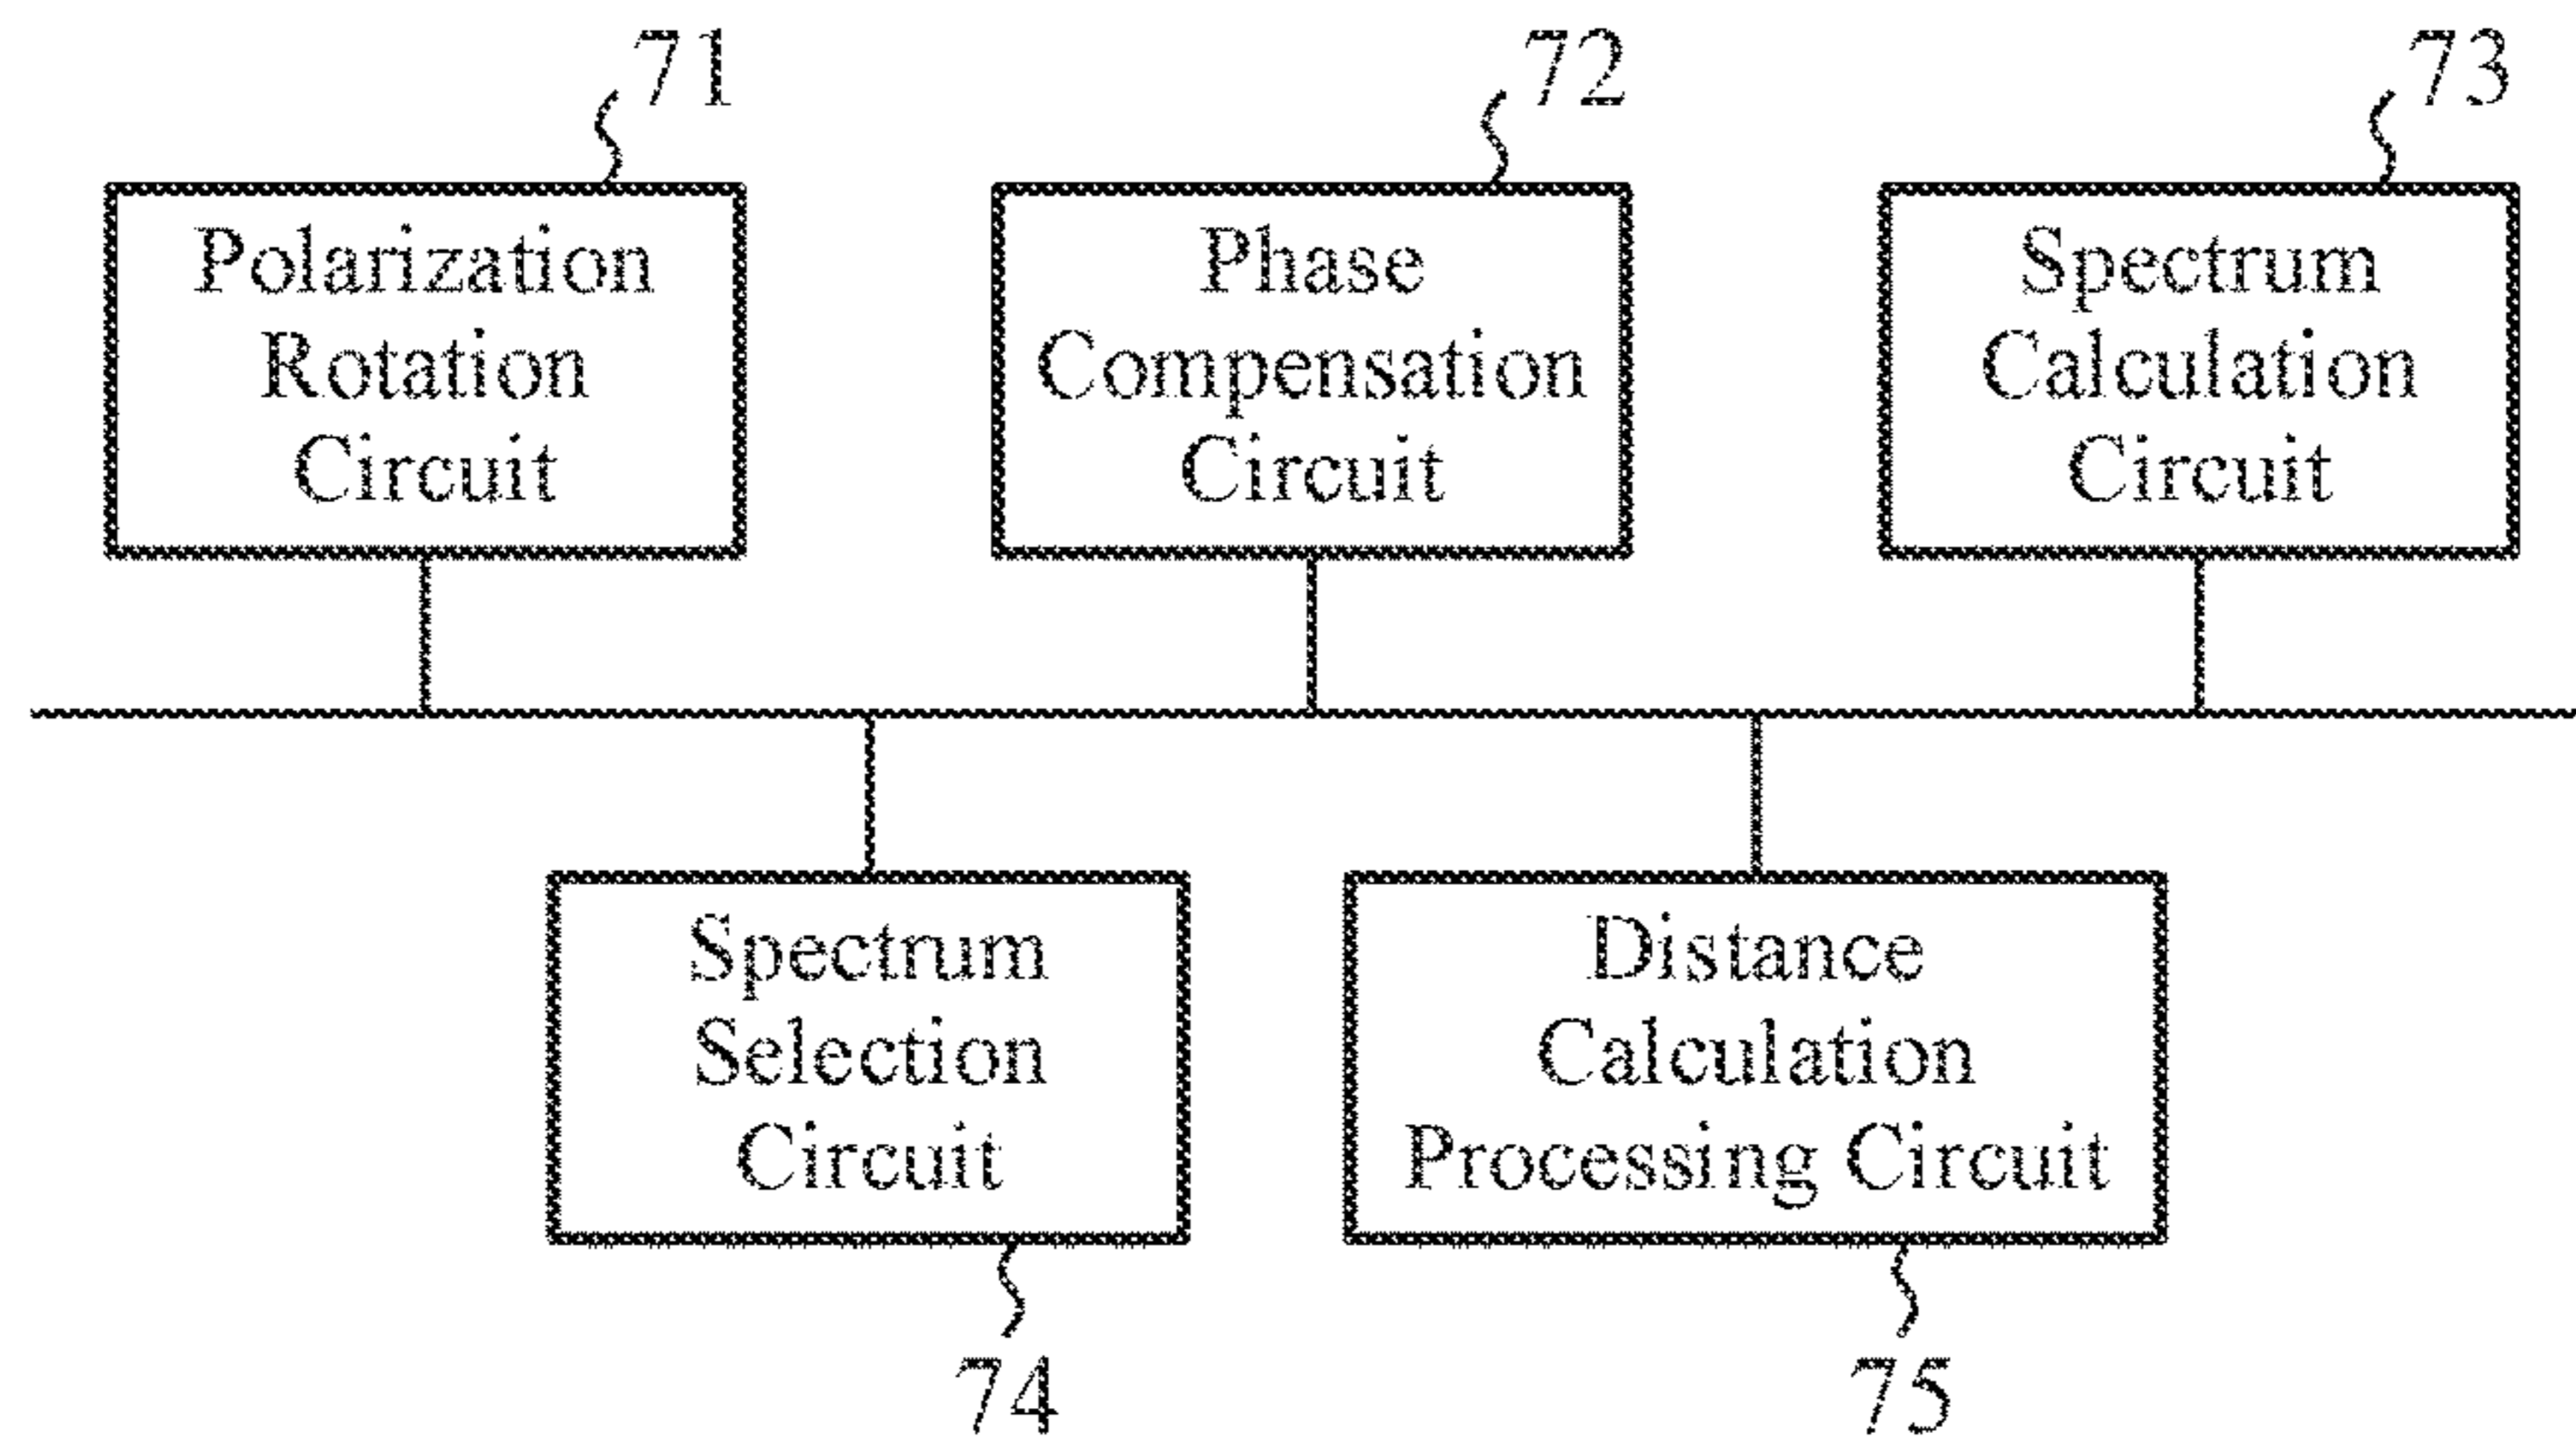 71
72
73
Polarization
Rotation
Circuit
Phase
Compensation
Circuit
Spectrum
Calculation
Circuit
Spectrum
Selection
Circuit
Distance
Calculation
Processing Circuit
74
75